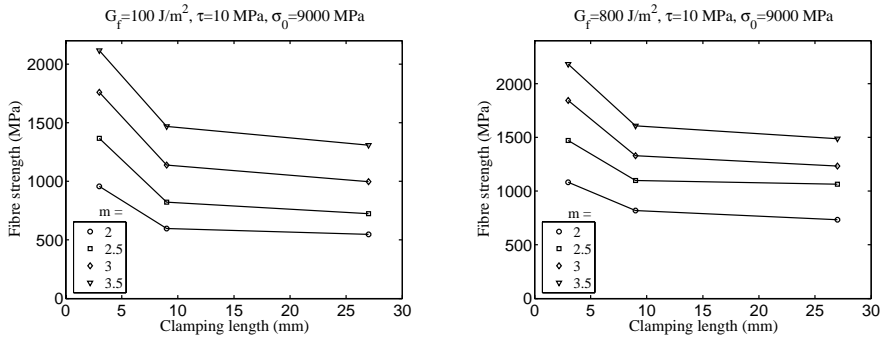 G_f=100 J/m², τ=10 MPa, σ_0=9000 MPa
Fibre strength (MPa)
2000
1500
1000
500
0
m =
2
2.5
3
3.5
0 5 10 15 20 25 30
Clamping length (mm)
G_f=800 J/m², τ=10 MPa, σ_0=9000 MPa
Fibre strength (MPa)
2000
1500
1000
500
0
m =
2
2.5
3
3.5
0 5 10 15 20 25 30
Clamping length (mm)